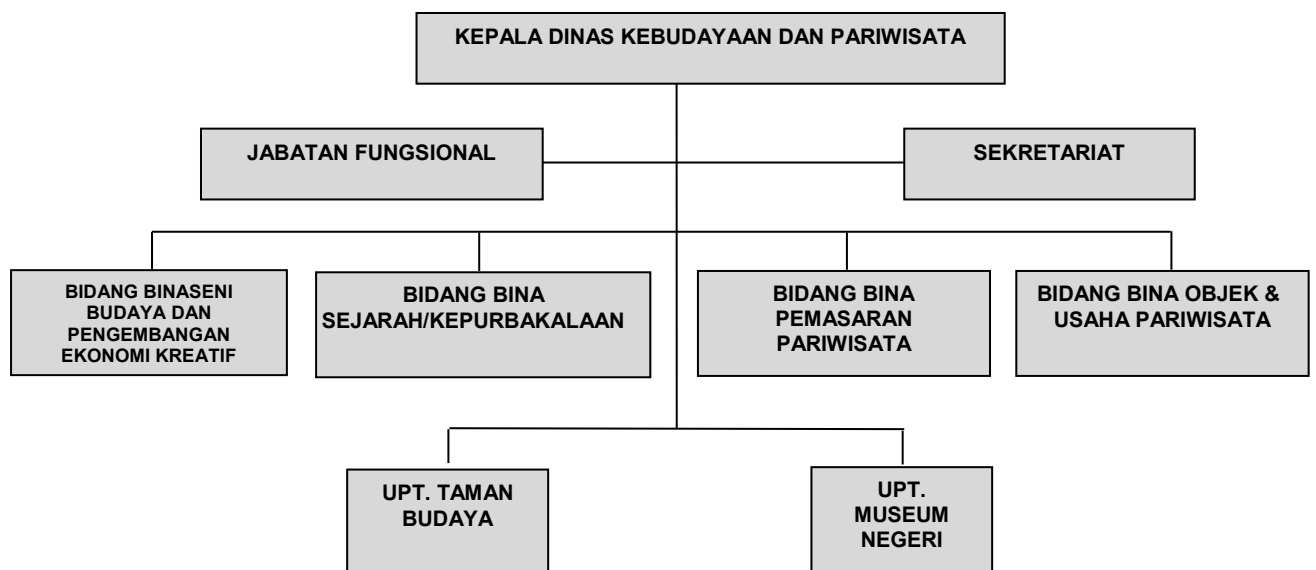 KEPALA DINAS KEBUDAYAAN DAN PARIWISATA
JABATAN FUNGSIONAL
SEKRETARIAT
BIDANG BINASENI
BUDAYA DAN
PENGEMBANGAN
EKONOMI KREATIF
BIDANG BINA
SEJARAH/KEPURBAKALAAN
BIDANG BINA
PEMASARAN
PARIWISATA
BIDANG BINA OBJEK &
USAHA PARIWISATA
UPT. TAMAN
BUDAYA
UPT.
MUSEUM
NEGERI